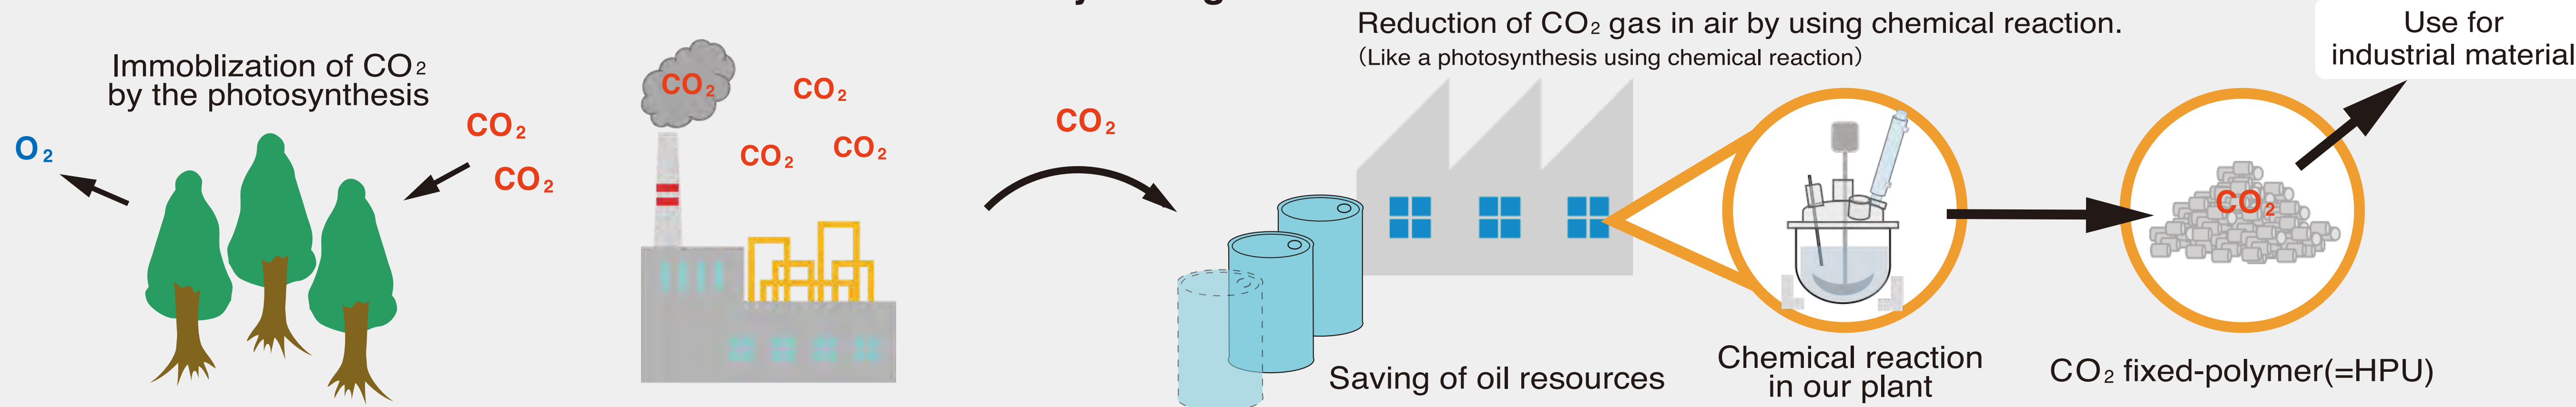 Reduction of CO2 gas in air by using chemical reaction.
(Like a photosynthesis using chemical reaction)
Use for
industrial material
Immoblization of CO2
by the photosynthesis
O2
CO2
CO2
CO2
CO2
CO2
CO2
CO2
CO2
Saving of oil resources
Chemical reaction
in our plant
CO2 fixed-polymer(=HPU)